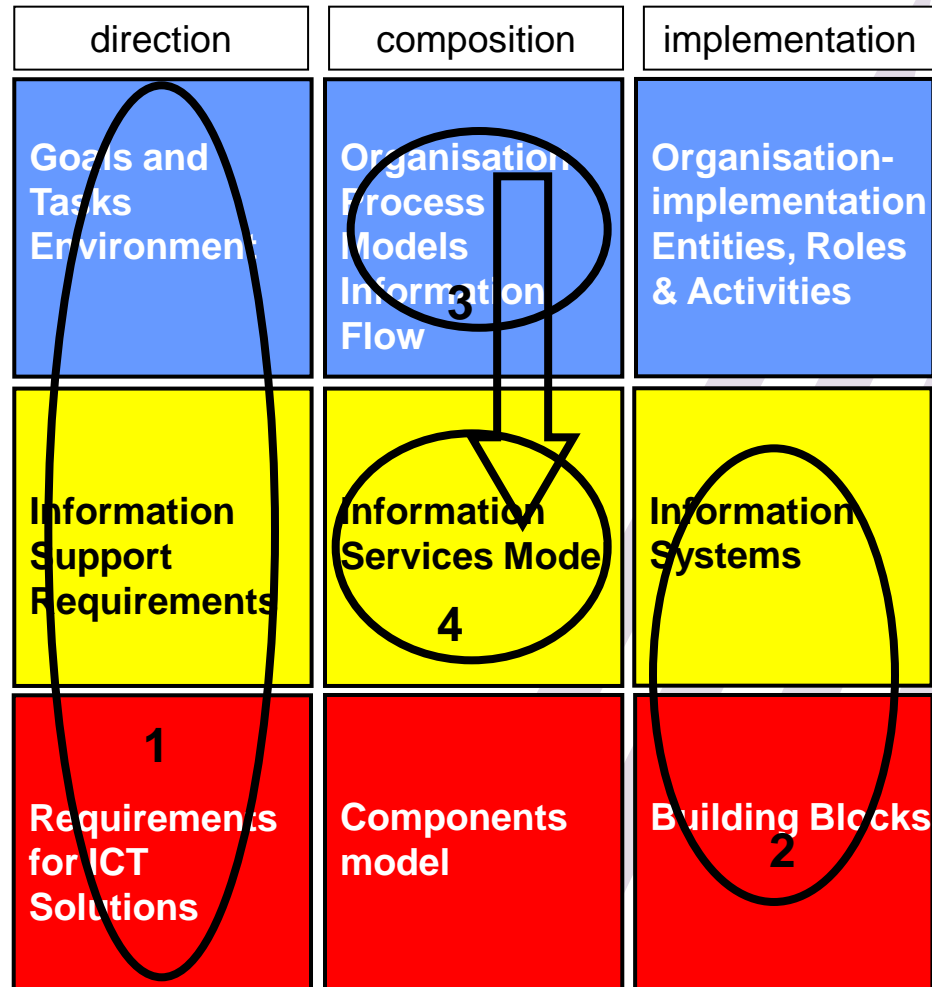 direction
composition
implementation
Goals and
Tasks
Environment
Organisation
Process
Models
Information
Flow
3
Organisation-
implementation
Entities, Roles
& Activities
Information
Support
Requirements
Information
Services Model
4
Information
Systems
1
Requirements
for ICT
Solutions
Components
model
Building Blocks
2